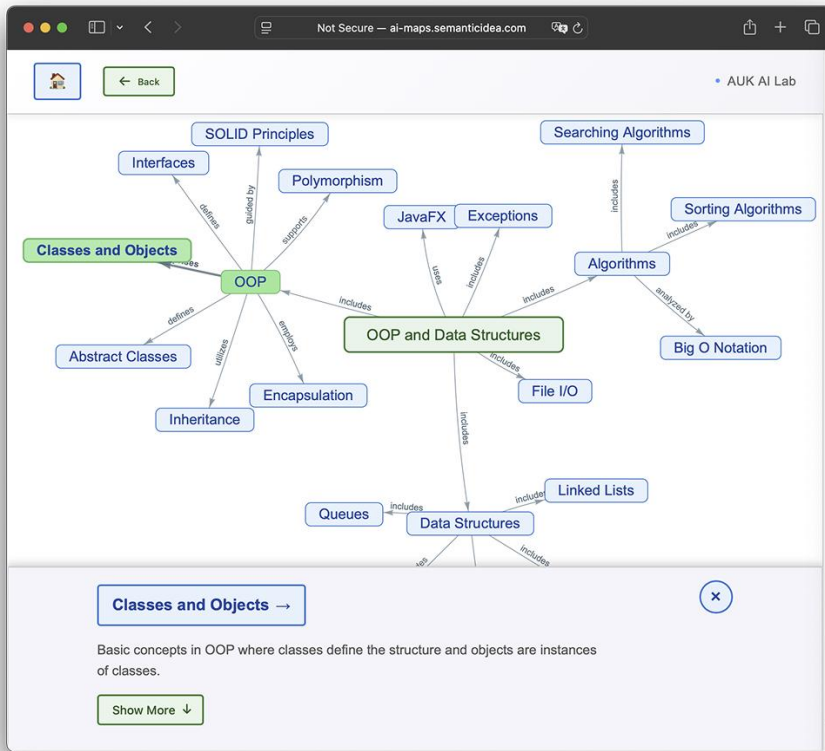 Not Secure — ai-maps.semanticidea.com
← Back
• AUK AI Lab
SOLID Principles
Searching Algorithms
Interfaces
Polymorphism
guided by
includes
defines
supports
JavaFX
Exceptions
Sorting Algorithms
includes
Classes and Objects
OOP
uses
includes
Algorithms
includes
includes
analyzed by
defines
OOP and Data Structures
Abstract Classes
utilizes
employs
includes
Big O Notation
Encapsulation
File I/O
Inheritance
includes
Linked Lists
includes
Queues
includes
Data Structures
includes
Classes and Objects →
×
Basic concepts in OOP where classes define the structure and objects are instances
of classes.
Show More ↓